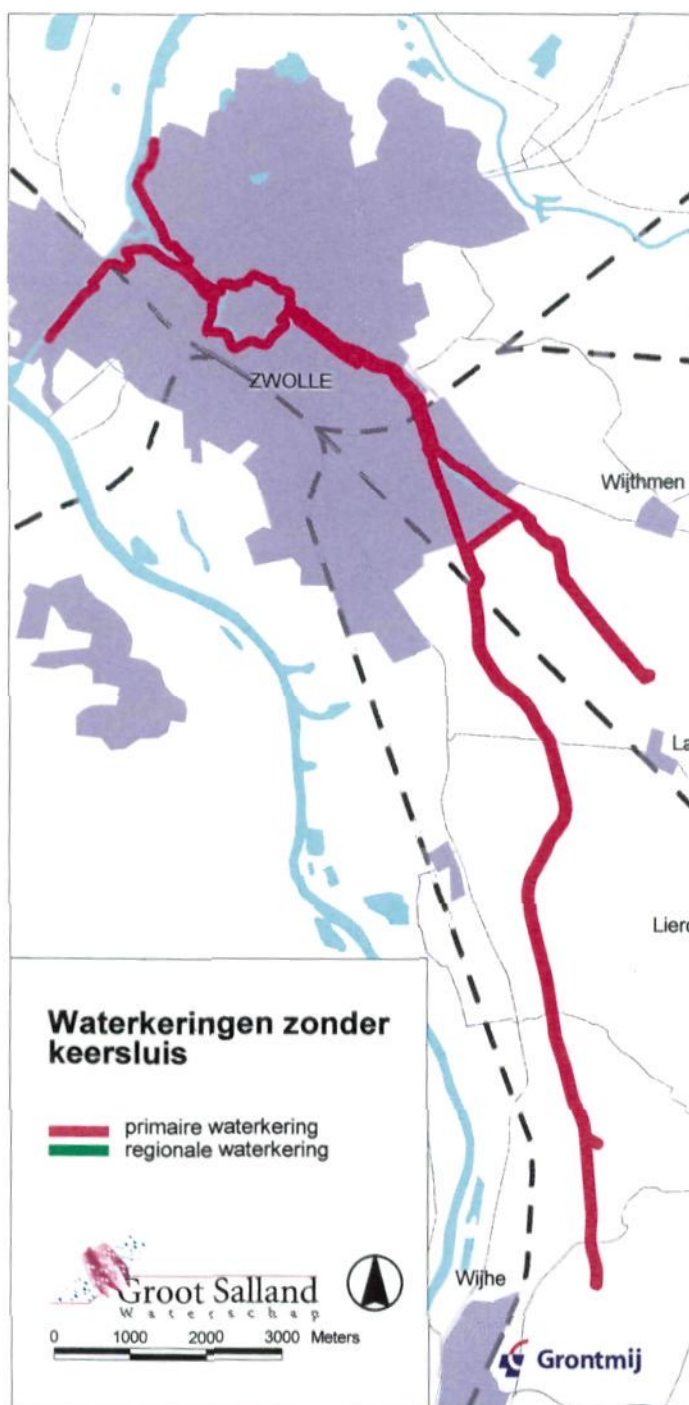 ZWOLLE
Wijthmen
La
Liero
Waterkeringen zonder
keersluis
primaire waterkering
regionale waterkering
Groot Salland
Waterschap
0 1000 2000 3000 Meters
Wijhe
Grontmij